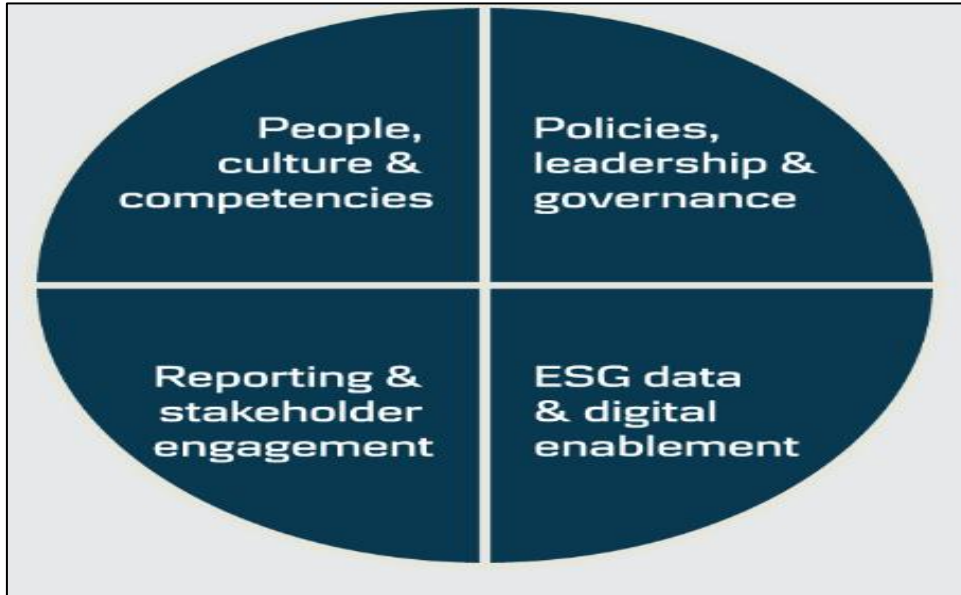 People,
culture &
competencies
Policies,
leadership &
governance
Reporting &
stakeholder
engagement
ESG data
& digital
enablement